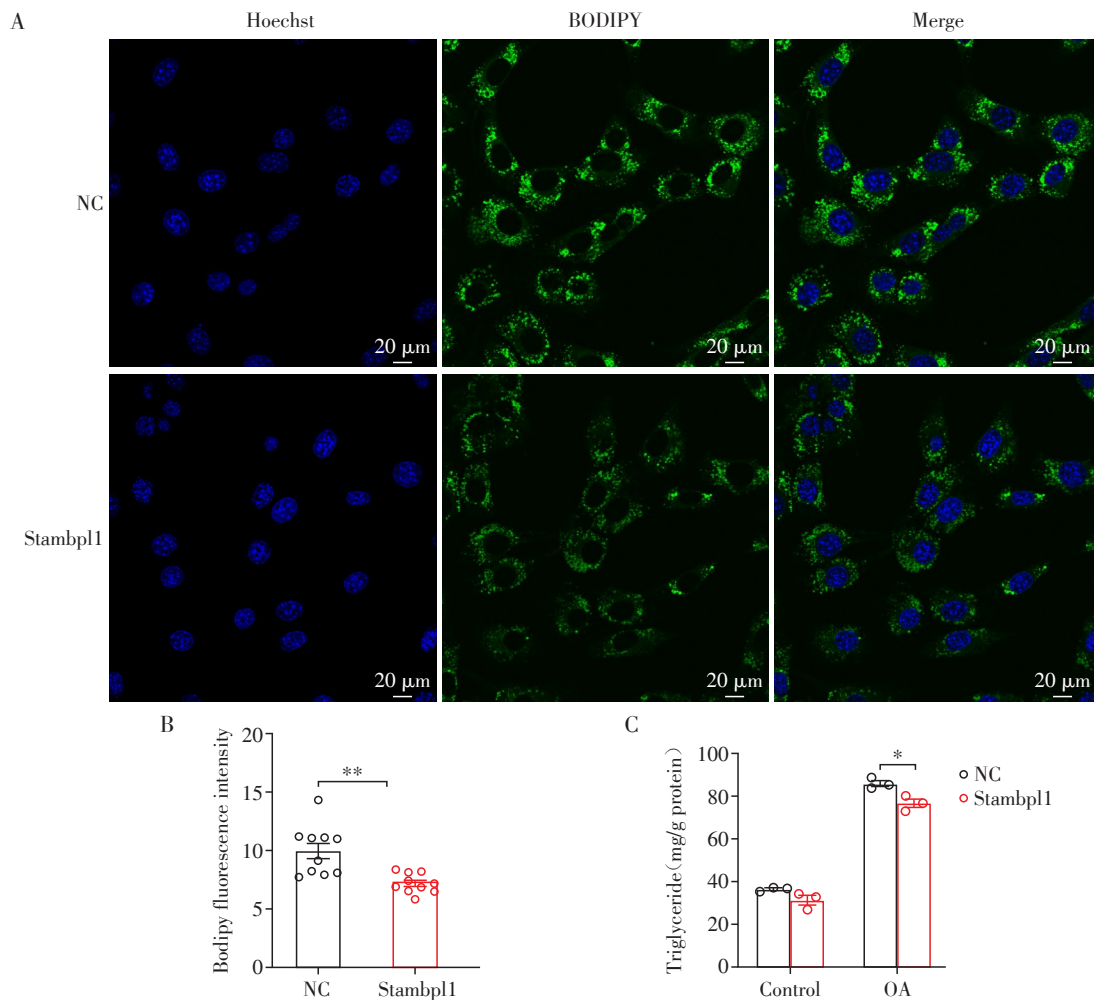 A
Hoechst
BODIPY
Merge
NC
20 μm
20 μm
20 μm
Stambpl1
20 μm
20 μm
20 μm
B
Bodipy fluorescence intensity
20
15
10
5
0
**
NC
Stambpl1
C
Triglyceride(mg/g protein)
100
80
60
40
20
0
*
NC
Stambpl1
Control
OA